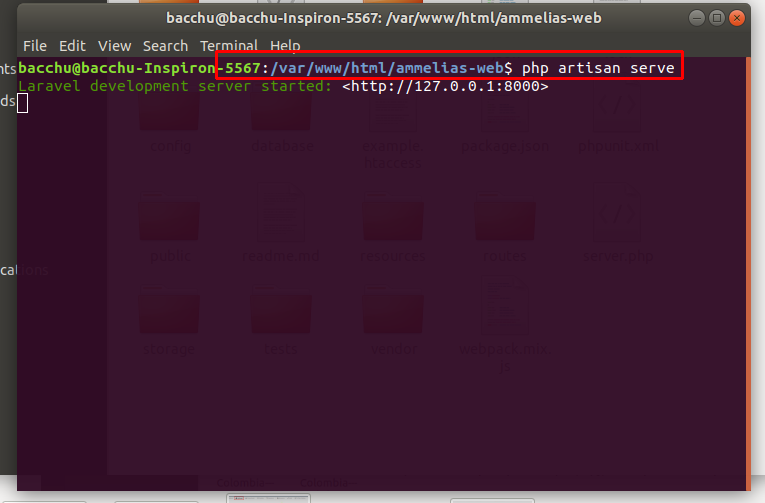 bacchu@bacchu-Inspiron-5567: /var/www/html/ammelias-web
File Edit View Search Terminal Help
bacchu@bacchu-Inspiron-5567:/var/www/html/ammelias-web$ php artisan serve
Laravel development server started: <http://127.0.0.1:8000>
config database example.htaccess package.json phpunit.xml
public readme.md resources routes server.php
storage tests vendor webpack.mix.js